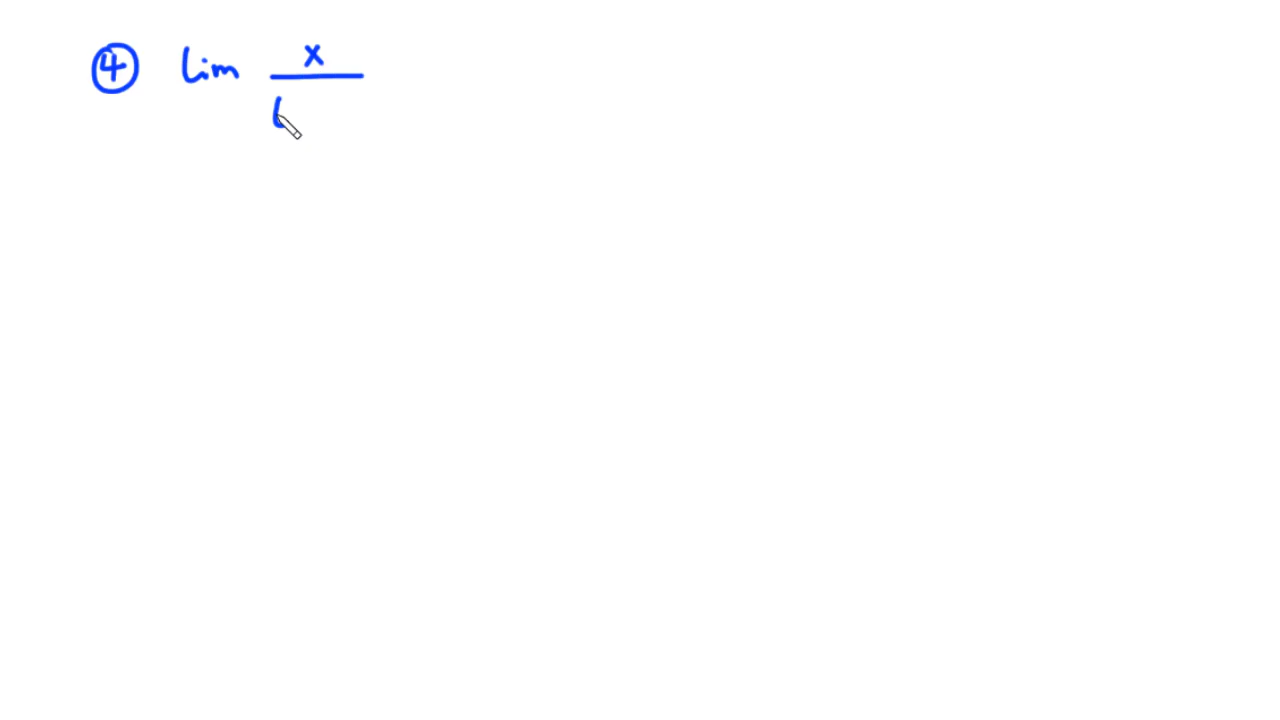 ④ lim x